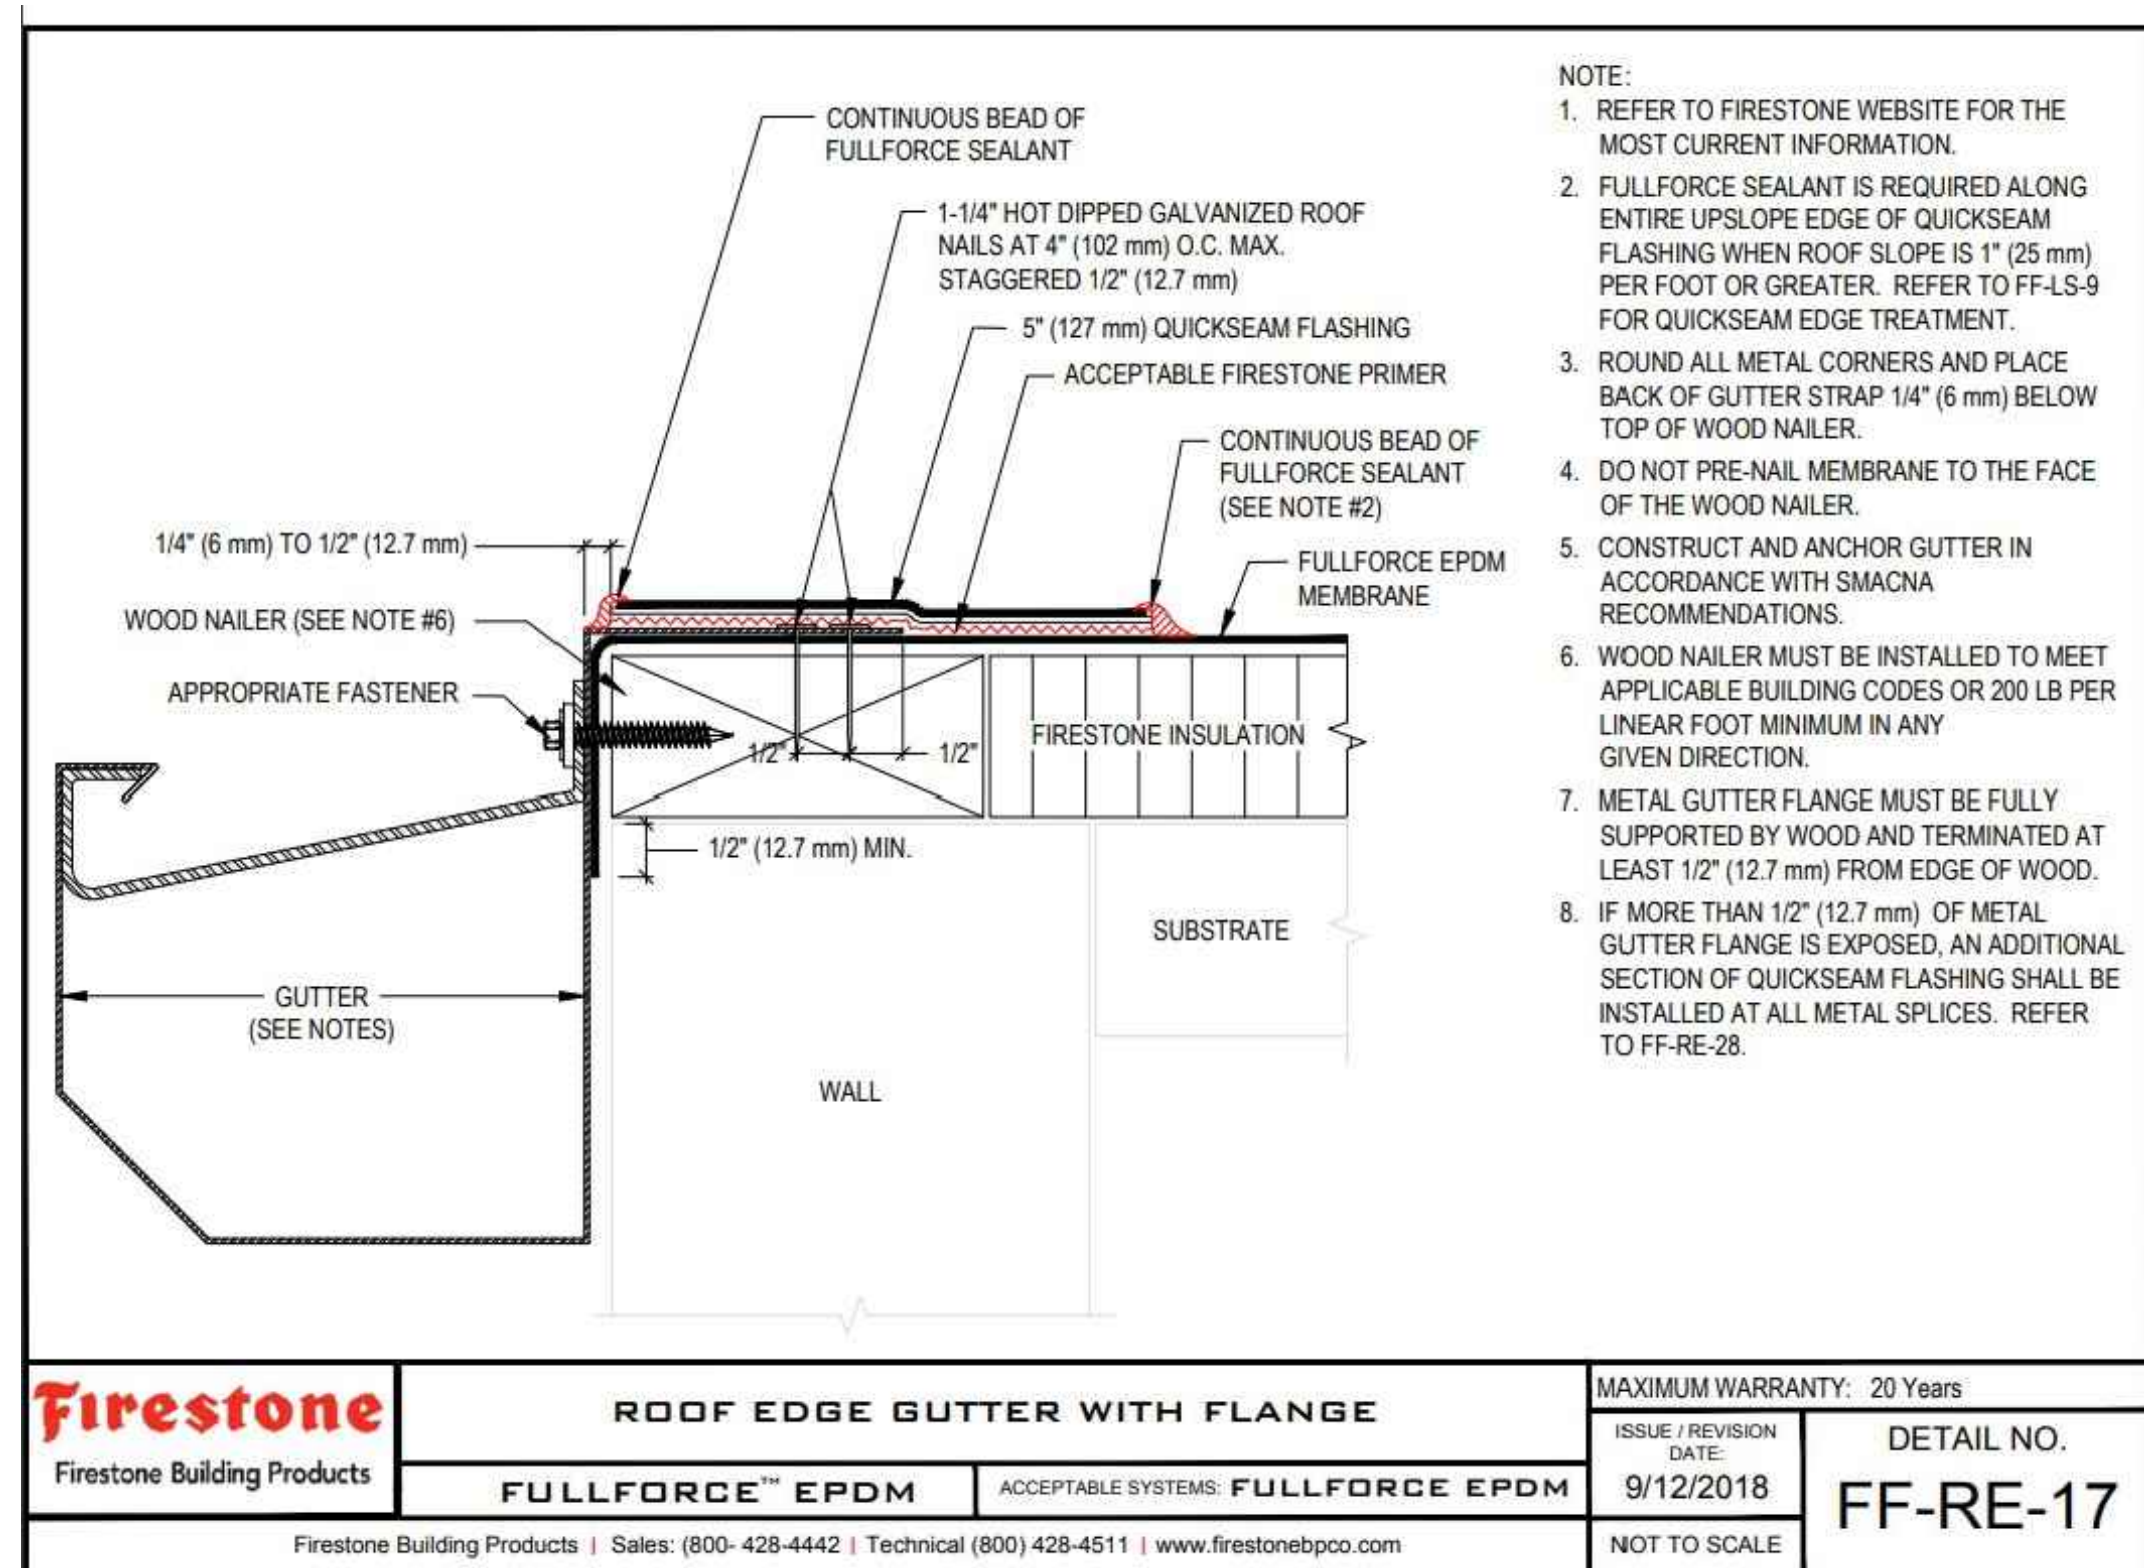 CONTINUOUS BEAD OF
FULLFORCE SEALANT
1-1/4" HOT DIPPED GALVANIZED ROOF
NAILS AT 4" (102 mm) O.C. MAX.
STAGGERED 1/2" (12.7 mm)
5" (127 mm) QUICKSEAM FLASHING
ACCEPTABLE FIRESTONE PRIMER
CONTINUOUS BEAD OF
FULLFORCE SEALANT
(SEE NOTE #2)
FULLFORCE EPDM
MEMBRANE
1/4" (6 mm) TO 1/2" (12.7 mm)
WOOD NAILER (SEE NOTE #6)
APPROPRIATE FASTENER
1/2"
1/2"
FIRESTONE INSULATION
1/2" (12.7 mm) MIN.
SUBSTRATE
GUTTER
(SEE NOTES)
WALL
NOTE:
1. REFER TO FIRESTONE WEBSITE FOR THE
MOST CURRENT INFORMATION.
2. FULLFORCE SEALANT IS REQUIRED ALONG
ENTIRE UPSLOPE EDGE OF QUICKSEAM
FLASHING WHEN ROOF SLOPE IS 1" (25 mm)
PER FOOT OR GREATER. REFER TO FF-LS-9
FOR QUICKSEAM EDGE TREATMENT.
3. ROUND ALL METAL CORNERS AND PLACE
BACK OF GUTTER STRAP 1/4" (6 mm) BELOW
TOP OF WOOD NAILER.
4. DO NOT PRE-NAIL MEMBRANE TO THE FACE
OF THE WOOD NAILER.
5. CONSTRUCT AND ANCHOR GUTTER IN
ACCORDANCE WITH SMACNA
RECOMMENDATIONS.
6. WOOD NAILER MUST BE INSTALLED TO MEET
APPLICABLE BUILDING CODES OR 200 LB PER
LINEAR FOOT MINIMUM IN ANY
GIVEN DIRECTION.
7. METAL GUTTER FLANGE MUST BE FULLY
SUPPORTED BY WOOD AND TERMINATED AT
LEAST 1/2" (12.7 mm) FROM EDGE OF WOOD.
8. IF MORE THAN 1/2" (12.7 mm) OF METAL
GUTTER FLANGE IS EXPOSED, AN ADDITIONAL
SECTION OF QUICKSEAM FLASHING SHALL BE
INSTALLED AT ALL METAL SPLICES. REFER
TO FF-RE-28.
Firestone
Firestone Building Products
ROOF EDGE GUTTER WITH FLANGE
FULLFORCE™ EPDM
ACCEPTABLE SYSTEMS: FULLFORCE EPDM
MAXIMUM WARRANTY: 20 Years
ISSUE / REVISION
DATE:
9/12/2018
NOT TO SCALE
DETAIL NO.
FF-RE-17
Firestone Building Products | Sales: (800- 428-4442 | Technical (800) 428-4511 | www.firestonebpco.com